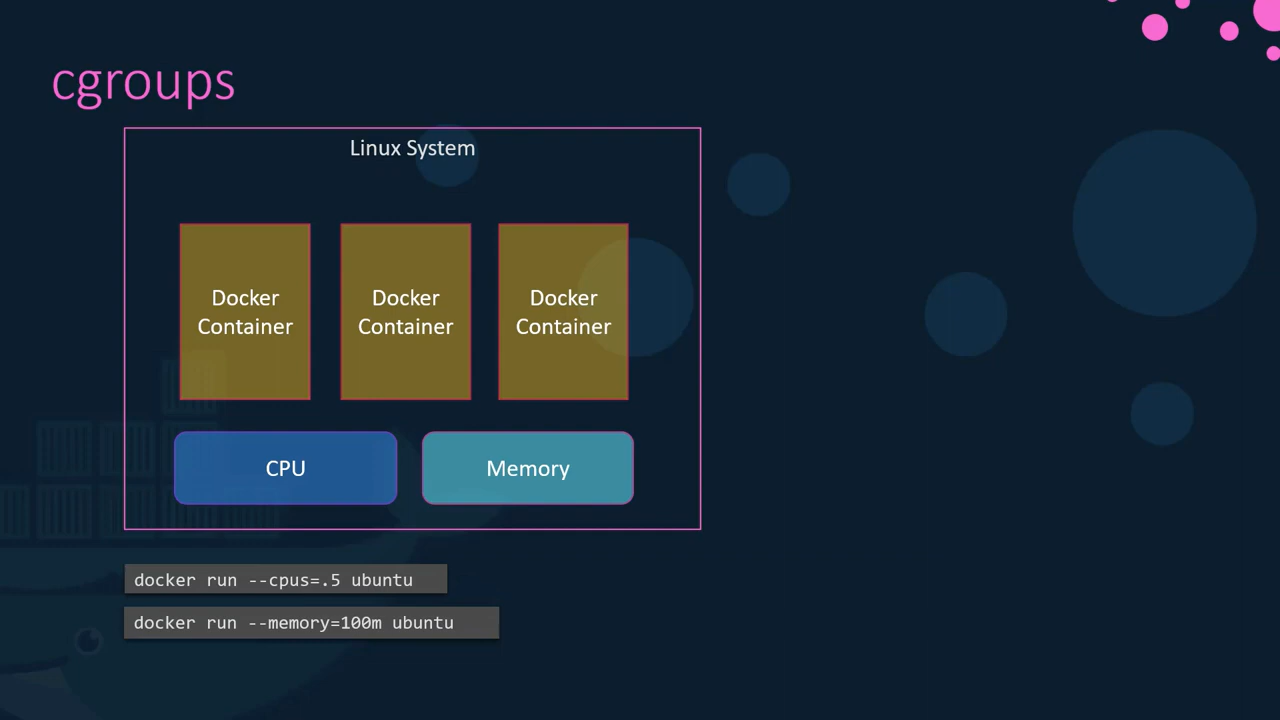 cgroups
Linux System
Docker
Container
Docker
Container
Docker
Container
CPU
Memory
docker run --cpus=.5 ubuntu
docker run --memory=100m ubuntu